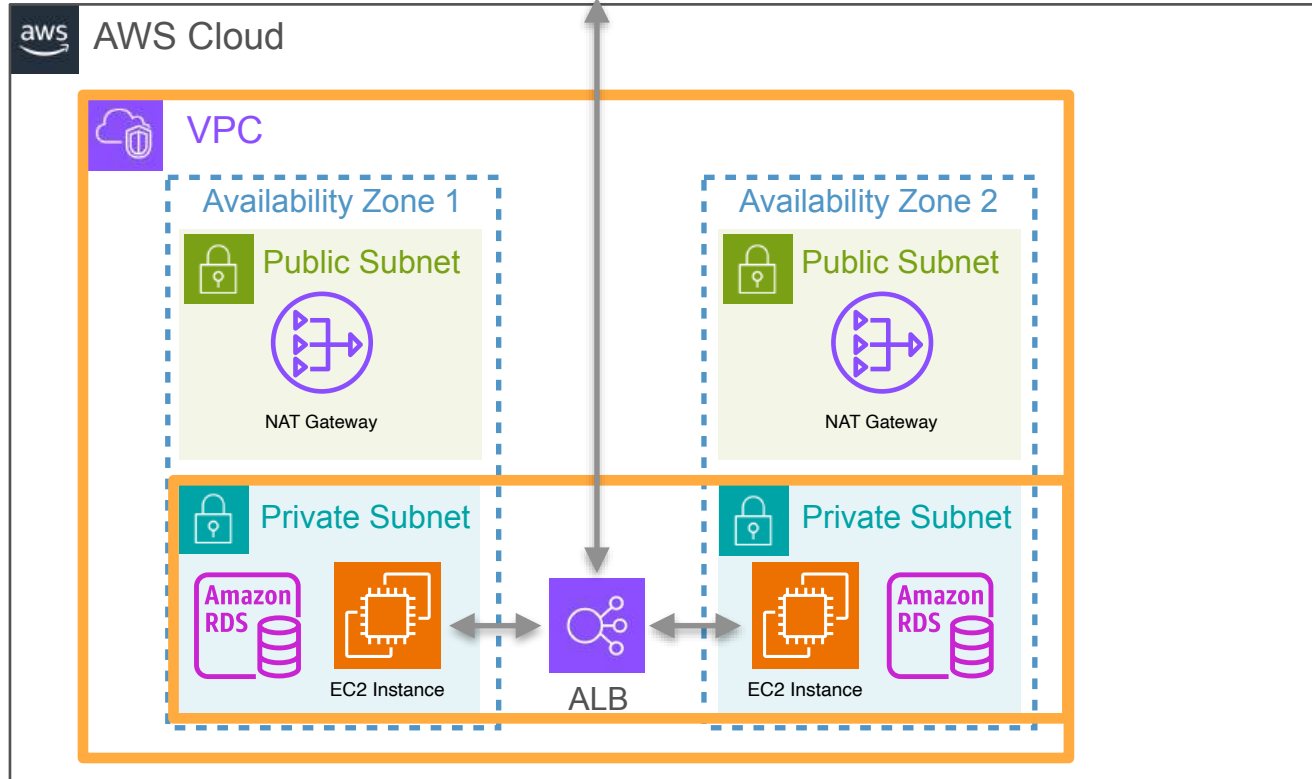 aws
AWS Cloud
VPC
Availability Zone 1
Public Subnet
NAT Gateway
Availability Zone 2
Public Subnet
NAT Gateway
Private Subnet
Amazon
RDS
EC2 Instance
ALB
Private Subnet
EC2 Instance
Amazon
RDS